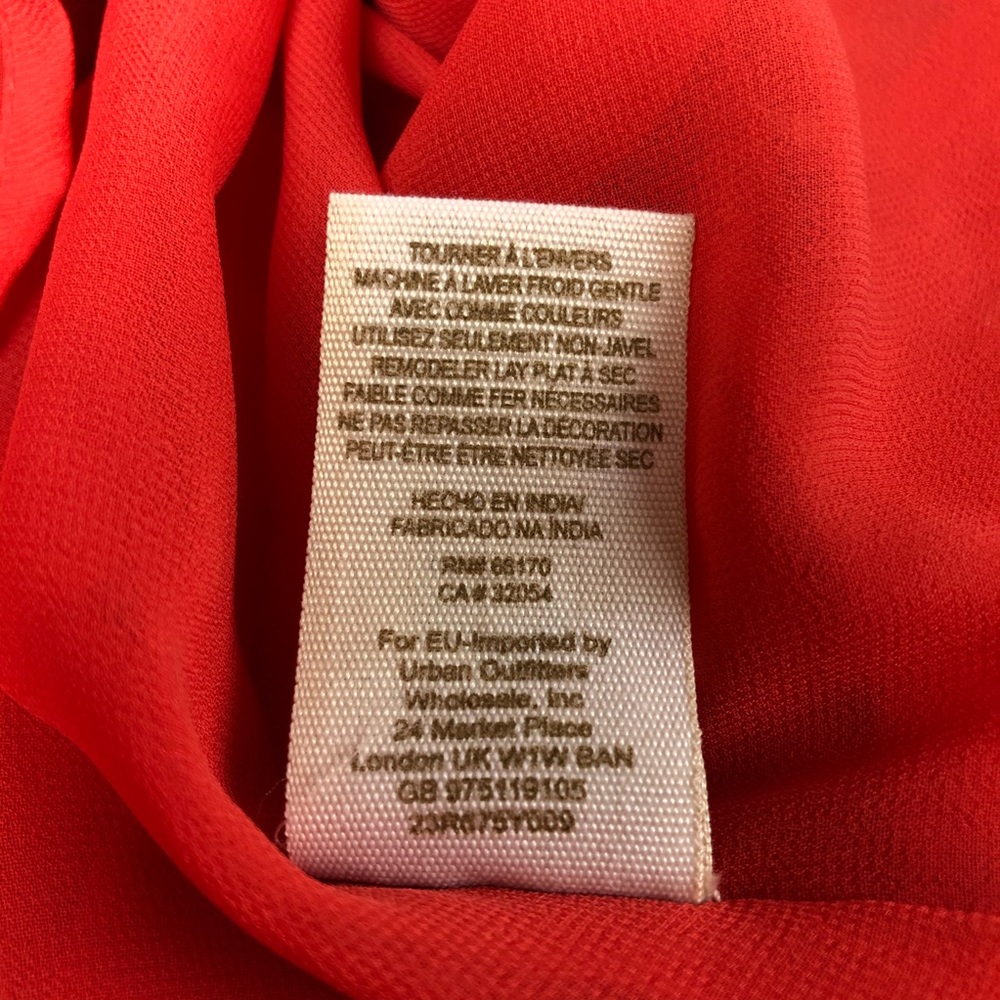 TOURNER À L'ENVERS
MACHINE À LAVER FROID GENTLE
AVEC COMME COULEURS
UTILISEZ SEULEMENT NON-JAVEL
REMODELER LAY PLAT À SEC
FAIBLE COMME FER NECESSAIRES
NE PAS REPASSER LA DÉCORATION
PEUT-ÊTRE ÊTRE NETTOYÉE SEC
HECHO EN INDIA/
FABRICADO NA ÍNDIA
RN# 66170
CA# 32054
For EU-Imported by
Urban Outfitters
Wholesale, Inc
24 Market Place
London UK W1W 8AN
GB 975119105
23R675Y009